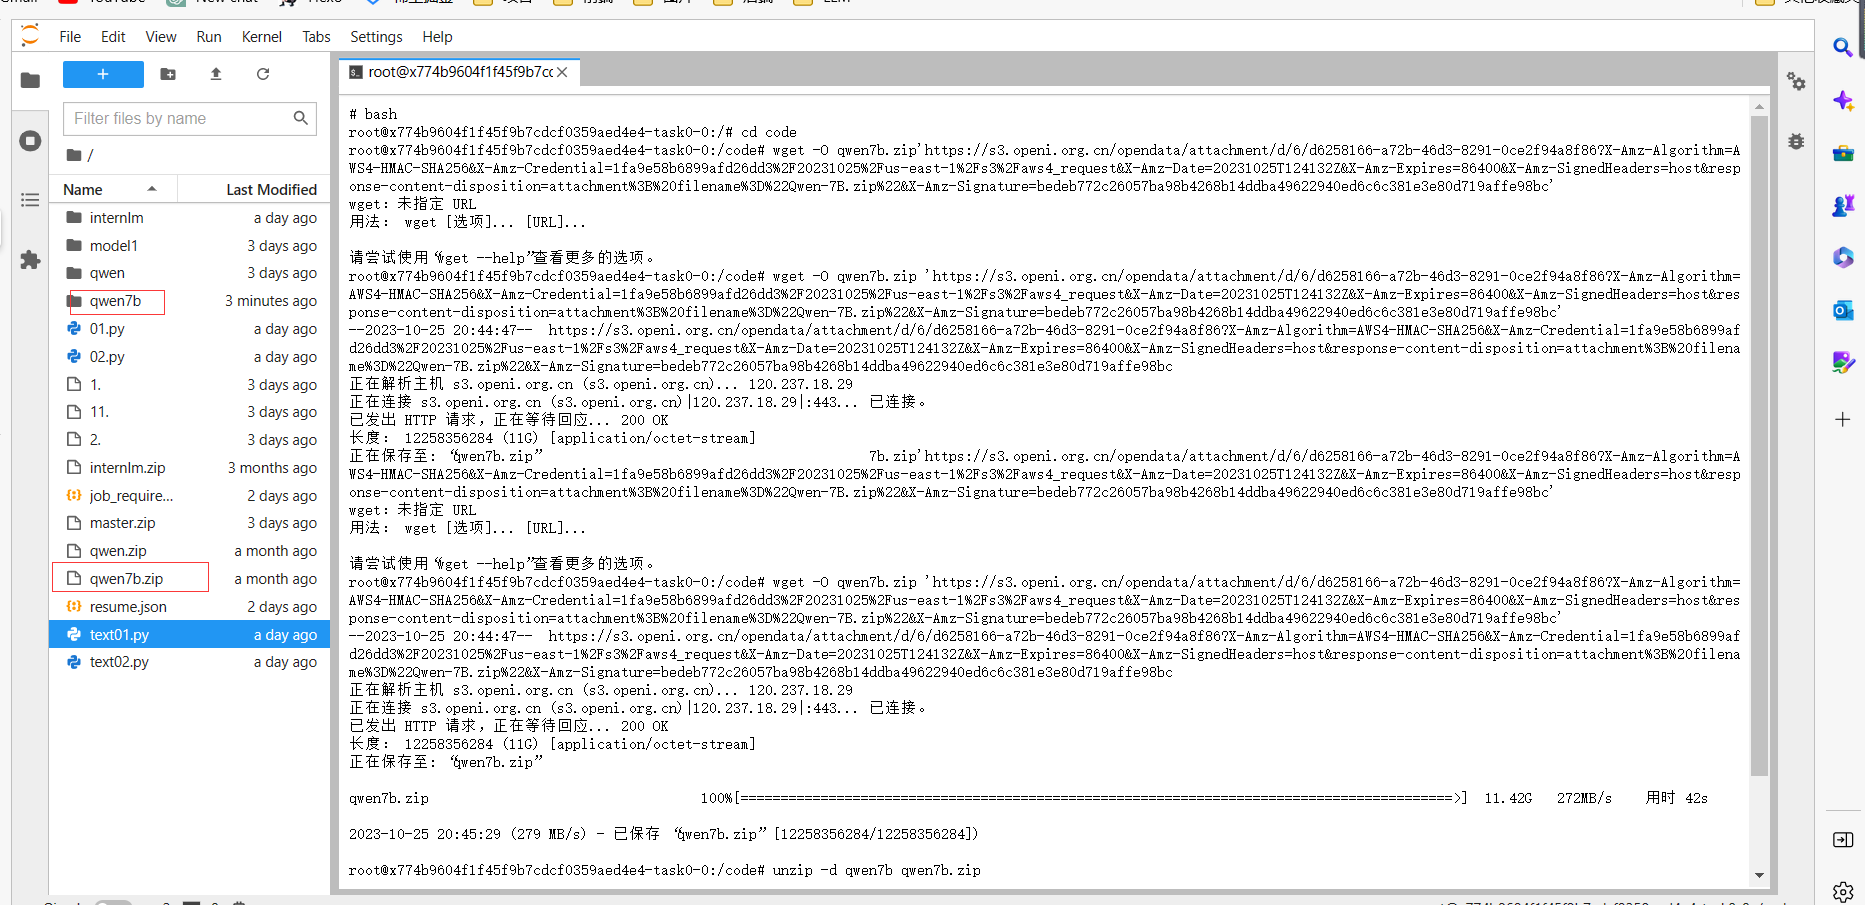 YouTube
New chat
Hexo
稀土掘金
LLM
File Edit View Run Kernel Tabs Settings Help
root@x774b9604f1f45f9b7cc
Filter files by name
/
Name Last Modified
internlm a day ago
model1 3 days ago
qwen 3 days ago
qwen7b 3 minutes ago
01.py a day ago
02.py a day ago
1. 3 days ago
11. 3 days ago
2. 3 days ago
internlm.zip 3 months ago
job_require... 2 days ago
master.zip 3 days ago
qwen.zip a month ago
qwen7b.zip a month ago
resume.json 2 days ago
text01.py a day ago
text02.py a day ago
# bash
root@x774b9604f1f45f9b7cdcf0359aed4e4-task0-0:/# cd code
root@x774b9604f1f45f9b7cdcf0359aed4e4-task0-0:/code# wget -O qwen7b.zip'https://s3.openi.org.cn/opendata/attachment/d/6/d6258166-a72b-46d3-8291-0ce2f94a8f86?X-Amz-Algorithm=A
WS4-HMAC-SHA256&X-Amz-Credential=1fa9e58b6899afd26dd3%2F20231025%2Fus-east-1%2Fs3%2Faws4_request&X-Amz-Date=20231025T124132Z&X-Amz-Expires=86400&X-Amz-SignedHeaders=host&resp
onse-content-disposition=attachment%3B%20filename%3D%22Qwen-7B.zip%22&X-Amz-Signature=bedeb772c26057ba98b4268b14ddba49622940ed6c6c381e3e80d719affe98bc'
wget: 未指定 URL
用法： wget [选项]... [URL]...
请尝试使用“wget --help”查看更多的选项。
root@x774b9604f1f45f9b7cdcf0359aed4e4-task0-0:/code# wget -O qwen7b.zip 'https://s3.openi.org.cn/opendata/attachment/d/6/d6258166-a72b-46d3-8291-0ce2f94a8f86?X-Amz-Algorithm=
AWS4-HMAC-SHA256&X-Amz-Credential=1fa9e58b6899afd26dd3%2F20231025%2Fus-east-1%2Fs3%2Faws4_request&X-Amz-Date=20231025T124132Z&X-Amz-Expires=86400&X-Amz-SignedHeaders=host&res
ponse-content-disposition=attachment%3B%20filename%3D%22Qwen-7B.zip%22&X-Amz-Signature=bedeb772c26057ba98b4268b14ddba49622940ed6c6c381e3e80d719affe98bc'
--2023-10-25 20:44:47-- https://s3.openi.org.cn/opendata/attachment/d/6/d6258166-a72b-46d3-8291-0ce2f94a8f86?X-Amz-Algorithm=AWS4-HMAC-SHA256&X-Amz-Credential=1fa9e58b6899af
d26dd3%2F20231025%2Fus-east-1%2Fs3%2Faws4_request&X-Amz-Date=20231025T124132Z&X-Amz-Expires=86400&X-Amz-SignedHeaders=host&response-content-disposition=attachment%3B%20filena
me%3D%22Qwen-7B.zip%22&X-Amz-Signature=bedeb772c26057ba98b4268b14ddba49622940ed6c6c381e3e80d719affe98bc
正在解析主机 s3.openi.org.cn (s3.openi.org.cn)... 120.237.18.29
正在连接 s3.openi.org.cn (s3.openi.org.cn)|120.237.18.29|:443... 已连接。
已发出 HTTP 请求，正在等待回应... 200 OK
长度： 12258356284 (11G) [application/octet-stream]
正在保存至: “qwen7b.zip” 7b.zip'https://s3.openi.org.cn/opendata/attachment/d/6/d6258166-a72b-46d3-8291-0ce2f94a8f86?X-Amz-Algorithm=A
WS4-HMAC-SHA256&X-Amz-Credential=1fa9e58b6899afd26dd3%2F20231025%2Fus-east-1%2Fs3%2Faws4_request&X-Amz-Date=20231025T124132Z&X-Amz-Expires=86400&X-Amz-SignedHeaders=host&resp
onse-content-disposition=attachment%3B%20filename%3D%22Qwen-7B.zip%22&X-Amz-Signature=bedeb772c26057ba98b4268b14ddba49622940ed6c6c381e3e80d719affe98bc'
wget: 未指定 URL
用法： wget [选项]... [URL]...
请尝试使用“wget --help”查看更多的选项。
root@x774b9604f1f45f9b7cdcf0359aed4e4-task0-0:/code# wget -O qwen7b.zip 'https://s3.openi.org.cn/opendata/attachment/d/6/d6258166-a72b-46d3-8291-0ce2f94a8f86?X-Amz-Algorithm=
AWS4-HMAC-SHA256&X-Amz-Credential=1fa9e58b6899afd26dd3%2F20231025%2Fus-east-1%2Fs3%2Faws4_request&X-Amz-Date=20231025T124132Z&X-Amz-Expires=86400&X-Amz-SignedHeaders=host&res
ponse-content-disposition=attachment%3B%20filename%3D%22Qwen-7B.zip%22&X-Amz-Signature=bedeb772c26057ba98b4268b14ddba49622940ed6c6c381e3e80d719affe98bc'
--2023-10-25 20:44:47-- https://s3.openi.org.cn/opendata/attachment/d/6/d6258166-a72b-46d3-8291-0ce2f94a8f86?X-Amz-Algorithm=AWS4-HMAC-SHA256&X-Amz-Credential=1fa9e58b6899af
d26dd3%2F20231025%2Fus-east-1%2Fs3%2Faws4_request&X-Amz-Date=20231025T124132Z&X-Amz-Expires=86400&X-Amz-SignedHeaders=host&response-content-disposition=attachment%3B%20filena
me%3D%22Qwen-7B.zip%22&X-Amz-Signature=bedeb772c26057ba98b4268b14ddba49622940ed6c6c381e3e80d719affe98bc
正在解析主机 s3.openi.org.cn (s3.openi.org.cn)... 120.237.18.29
正在连接 s3.openi.org.cn (s3.openi.org.cn)|120.237.18.29|:443... 已连接。
已发出 HTTP 请求，正在等待回应... 200 OK
长度： 12258356284 (11G) [application/octet-stream]
正在保存至: “qwen7b.zip”
qwen7b.zip 100%[=========================================================================================>] 11.42G 272MB/s 用时 42s
2023-10-25 20:45:29 (279 MB/s) - 已保存 “qwen7b.zip” [12258356284/12258356284])
root@x774b9604f1f45f9b7cdcf0359aed4e4-task0-0:/code# unzip -d qwen7b qwen7b.zip